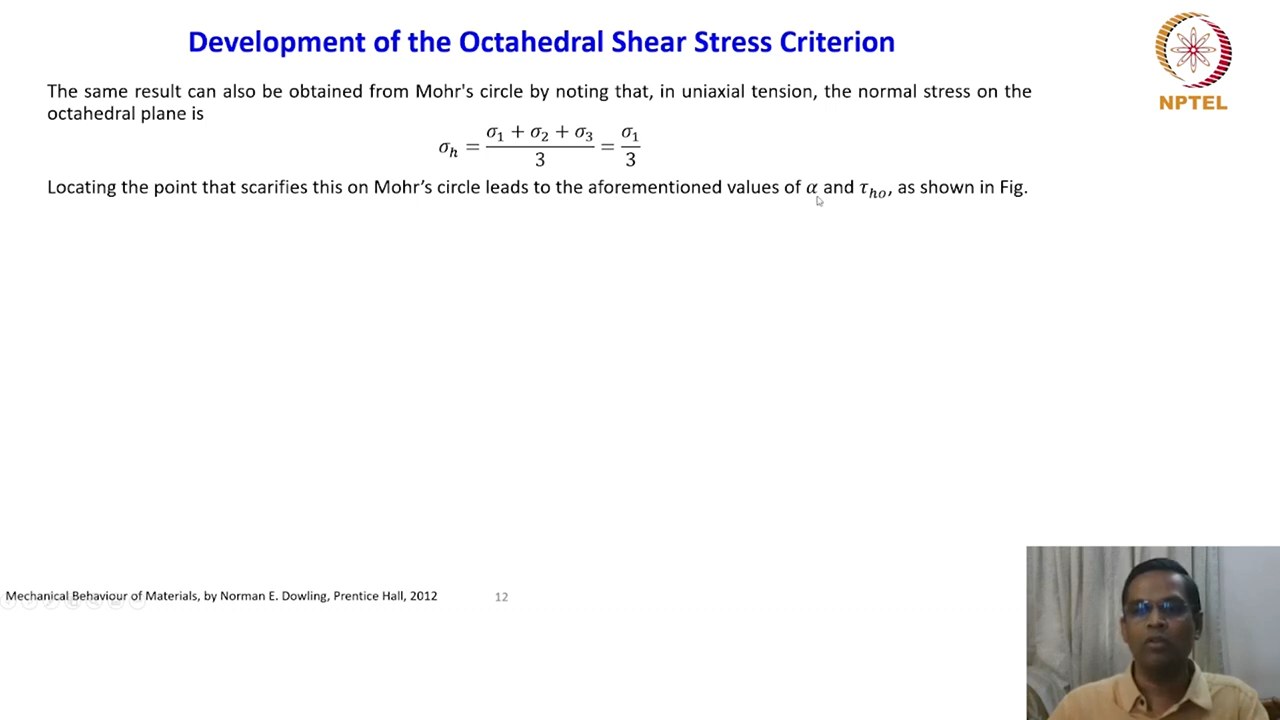 Development of the Octahedral Shear Stress Criterion
NPTEL
The same result can also be obtained from Mohr's circle by noting that, in uniaxial tension, the normal stress on the
octahedral plane is
σₕ = (σ₁ + σ₂ + σ₃)/3 = σ₁/3
Locating the point that scarifies this on Mohr’s circle leads to the aforementioned values of α and τₕₒ, as shown in Fig.
Mechanical Behaviour of Materials, by Norman E. Dowling, Prentice Hall, 2012
12